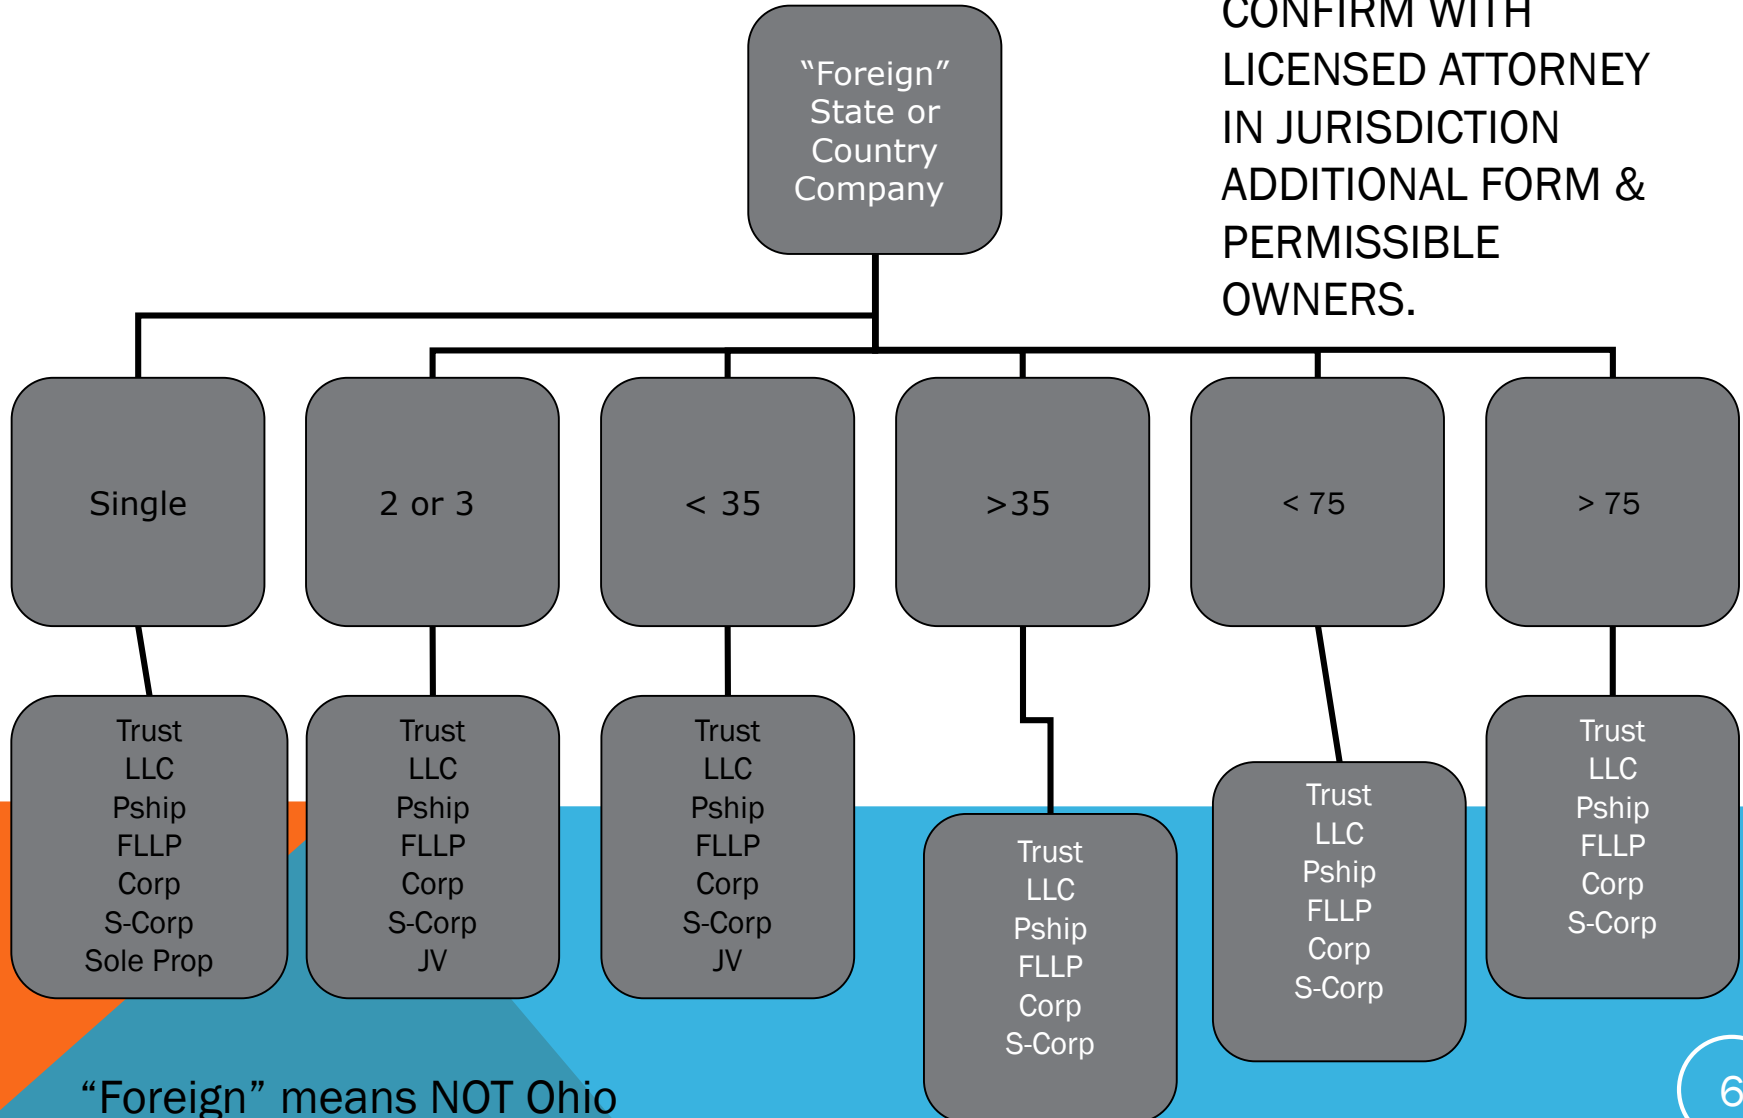 CONFIRM WITH
LICENSED ATTORNEY
IN JURISDICTION
ADDITIONAL FORM &
PERMISSIBLE
OWNERS.
“Foreign”
State or
Country
Company
Single
2 or 3
< 35
>35
< 75
> 75
Trust
LLC
Pship
FLLP
Corp
S-Corp
Sole Prop
Trust
LLC
Pship
FLLP
Corp
S-Corp
JV
Trust
LLC
Pship
FLLP
Corp
S-Corp
JV
Trust
LLC
Pship
FLLP
Corp
S-Corp
Trust
LLC
Pship
FLLP
Corp
S-Corp
Trust
LLC
Pship
FLLP
Corp
S-Corp
“Foreign” means NOT Ohio
6